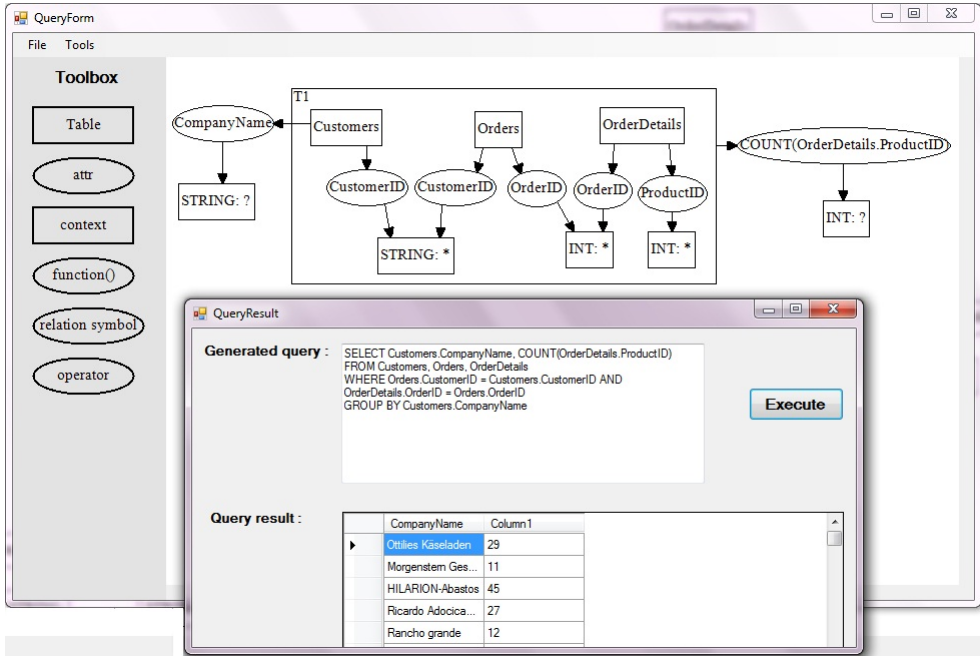 QueryForm
File Tools
Toolbox
Table
attr
context
function()
relation symbol
operator
T1
CompanyName
Customers
Orders
OrderDetails
COUNT(OrderDetails.ProductID)
CustomerID
CustomerID
OrderID
OrderID
ProductID
STRING: ?
STRING: *
INT: *
INT: *
INT: ?
QueryResult
Generated query :
SELECT Customers.CompanyName, COUNT(OrderDetails.ProductID)
FROM Customers, Orders, OrderDetails
WHERE Orders.CustomerID = Customers.CustomerID AND
OrderDetails.OrderID = Orders.OrderID
GROUP BY Customers.CompanyName
Execute
Query result :
CompanyName Column1
Ottilies Käseladen 29
Morgenstern Ges... 11
HILARION-Abastos 45
Ricardo Adocica... 27
Rancho grande 12